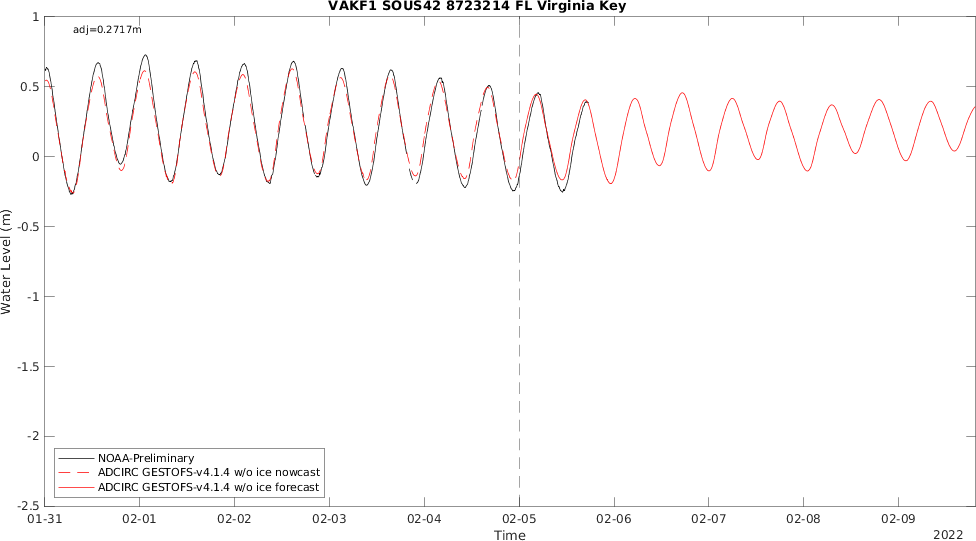 VAKF1 SOUS42 8723214 FL Virginia Key
adj=0.2717m
1
0.5
0
-0.5
-1
-1.5
-2
-2.5
Water Level (m)
NOAA-Preliminary
ADCIRC GESTOFS-v4.1.4 w/o ice nowcast
ADCIRC GESTOFS-v4.1.4 w/o ice forecast
01-31 02-01 02-02 02-03 02-04 02-05 02-06 02-07 02-08 02-09
Time
2022